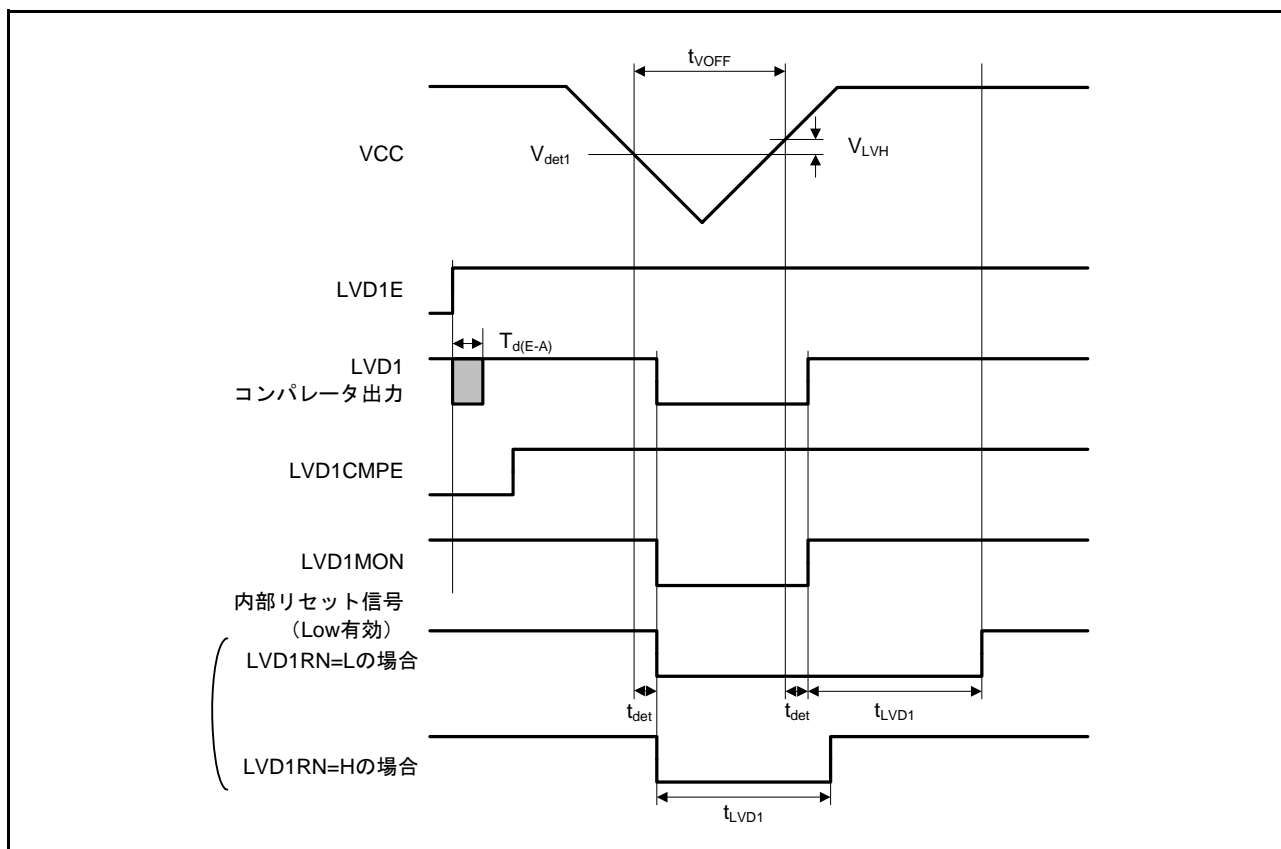 tVOFF
VCC
Vdet1
VLVH
LVD1E
Td(E-A)
LVD1
コンパレータ出力
LVD1CMPE
LVD1MON
内部リセット信号
（Low有効）
LVD1RN=Lの場合
tdet
tdet
tLVD1
LVD1RN=Hの場合
tLVD1